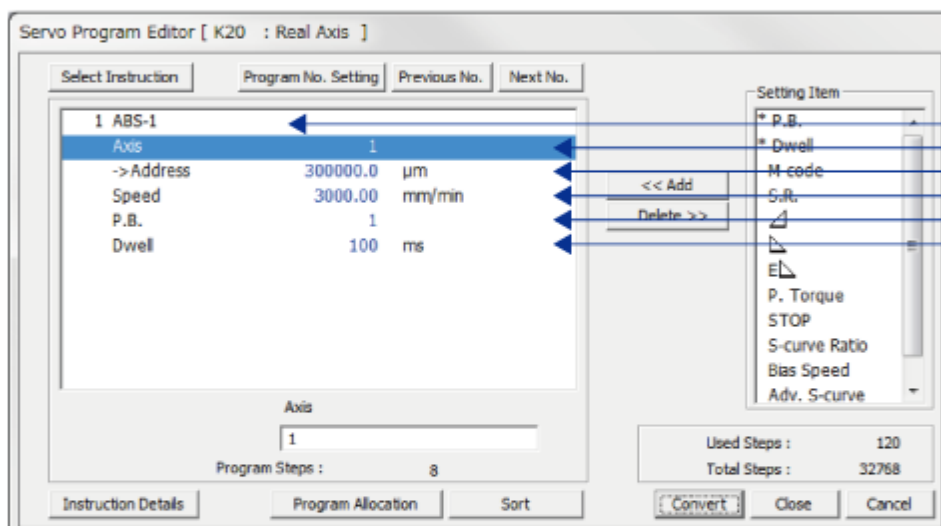 Servo Program Editor [ K20 : Real Axis ]
Select Instruction Program No. Setting Previous No. Next No.
Setting Item
1 ABS-1
Axis 1
->Address 300000.0 µm
Speed 3000.00 mm/min
P.B. 1
Dwell 100 ms
<< Add
Delete >>
* P.B.
* Dwell
M code
S.R.
E
P. Torque
STOP
S-curve Ratio
Bias Speed
Adv. S-curve
Axis
1
Program Steps : 8
Used Steps : 120
Total Steps : 32768
Instruction Details Program Allocation Sort Convert Close Cancel